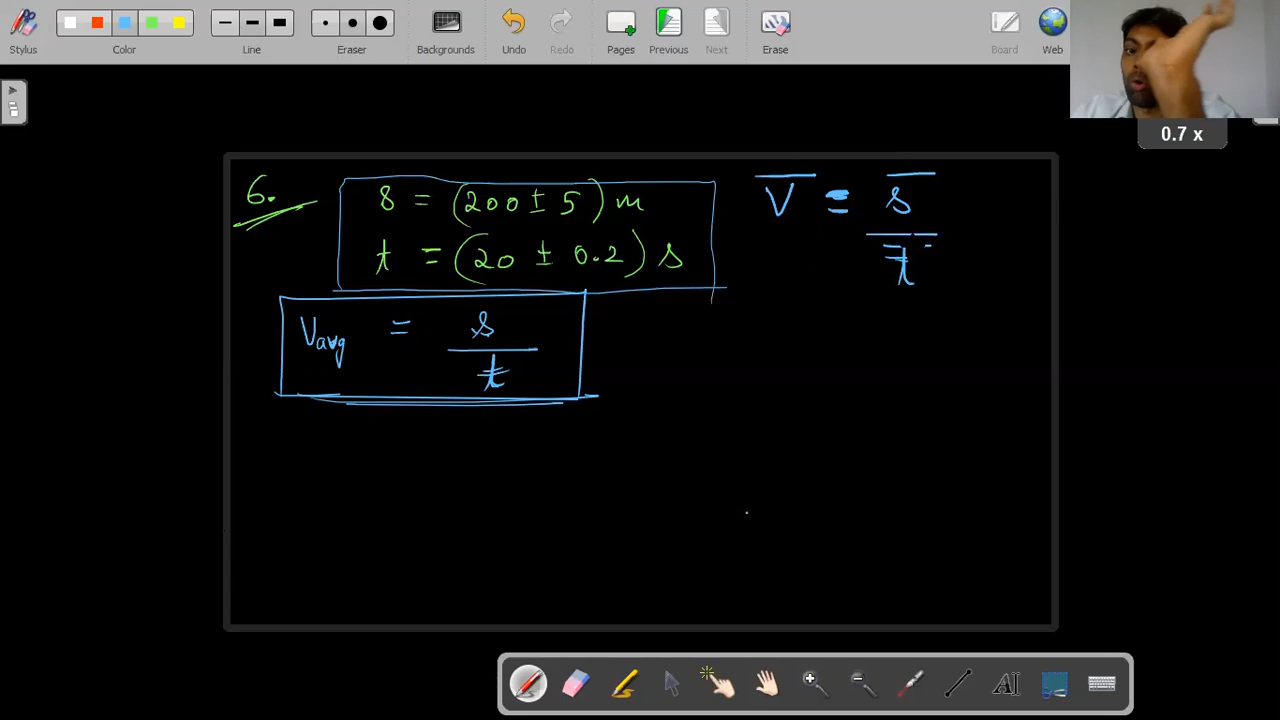 Stylus Color Line Eraser Backgrounds Undo Redo Pages Previous Next Erase Board Web
0.7 x
6.
s = (200 ± 5) m
t = (20 ± 0.2) s
V = s / t
Vavg = s / t